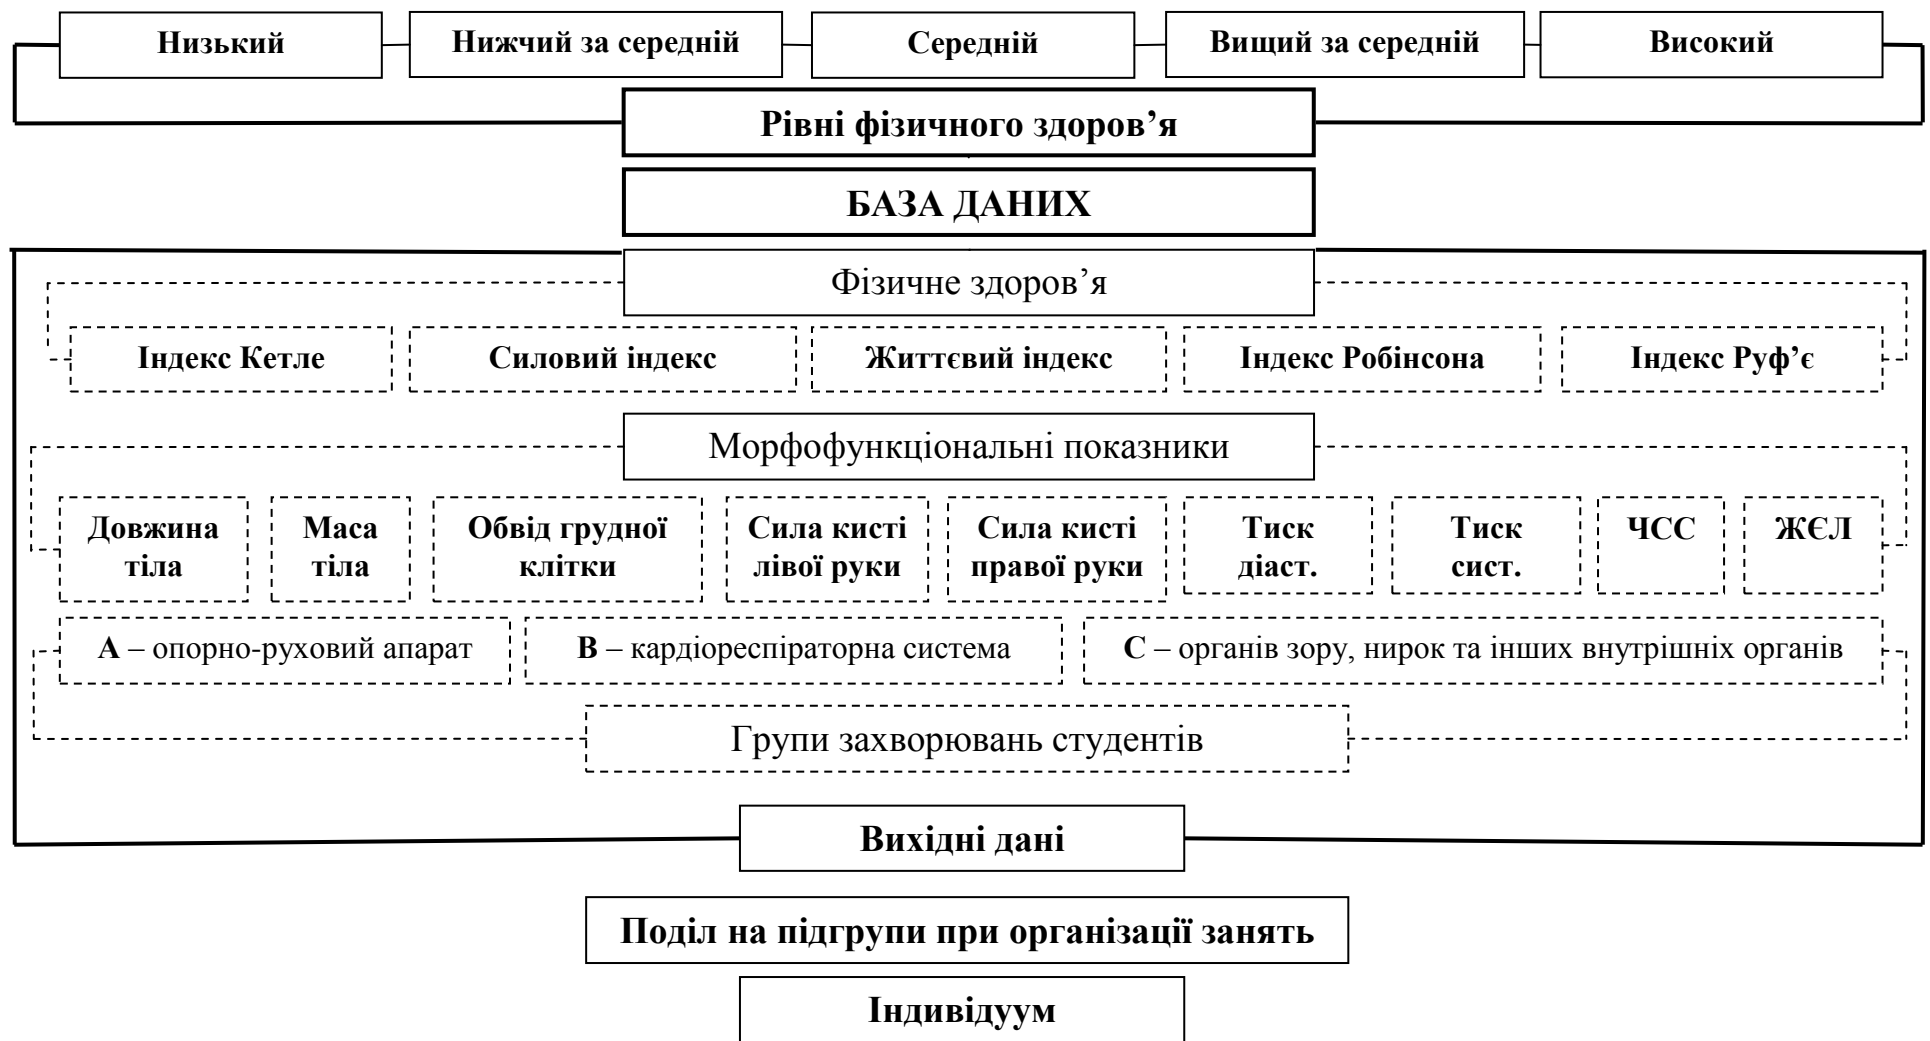 Низький Нижчий за середній Середній Вищий за середній Високий
Рівні фізичного здоров’я
БАЗА ДАНИХ
Фізичне здоров’я
Індекс Кетле Силовий індекс Життєвий індекс Індекс Робінсона Індекс Руф’є
Морфофункціональні показники
Довжина Маса Обвід грудної Сила кисті Сила кисті Тиск Тиск ЧСС ЖЄЛ
тіла тіла клітки лівої руки правої руки діаст. сист.
А – опорно-руховий апарат В – кардіореспіраторна система С – органів зору, нирок та інших внутрішніх органів
Групи захворювань студентів
Вихідні дані
Поділ на підгрупи при організації занять
Індивідуум